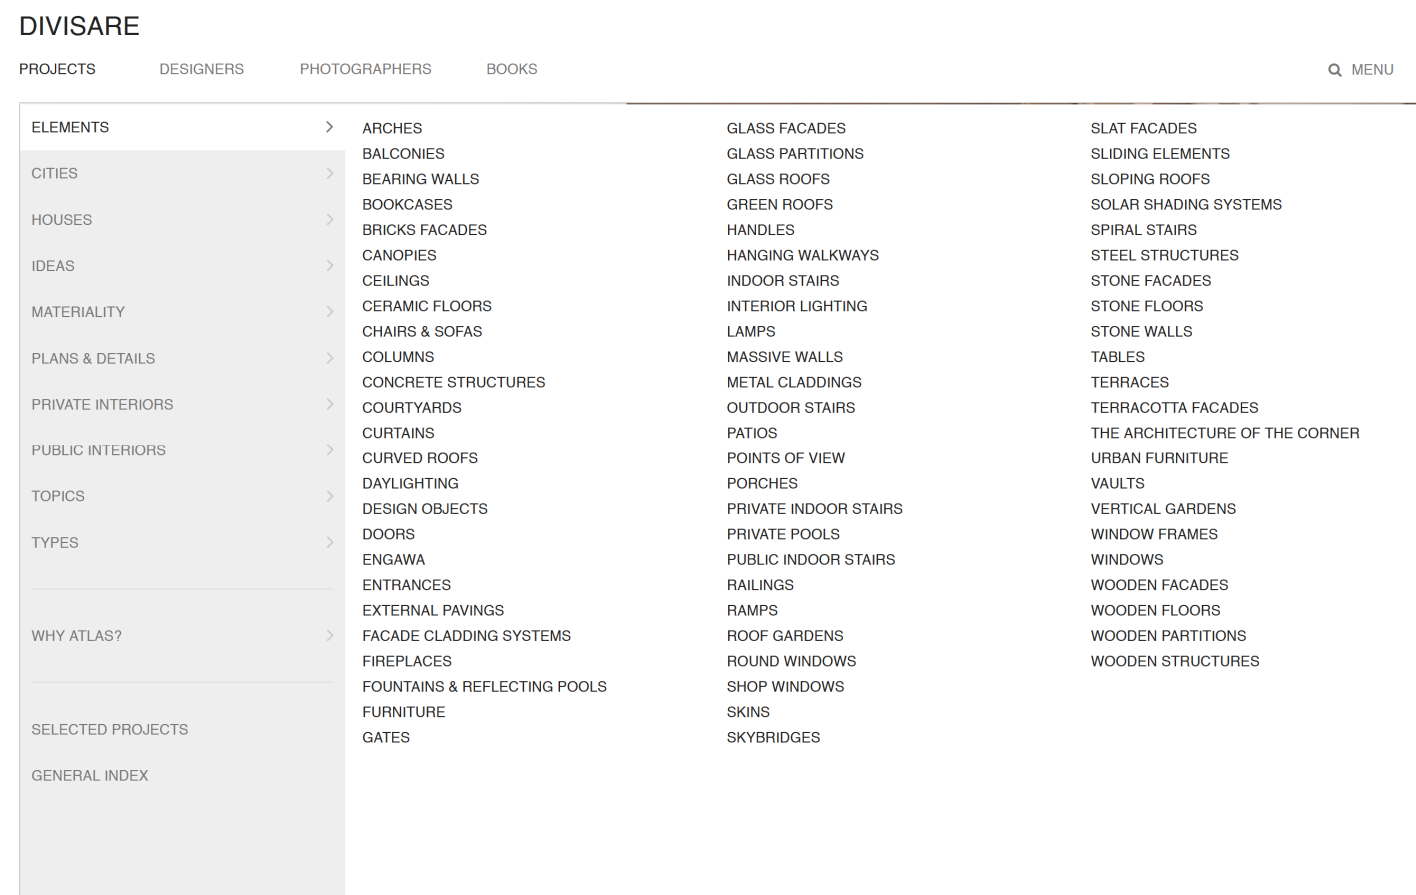 DIVISARE
PROJECTS DESIGNERS PHOTOGRAPHERS BOOKS MENU
ELEMENTS
CITIES
HOUSES
IDEAS
MATERIALITY
PLANS & DETAILS
PRIVATE INTERIORS
PUBLIC INTERIORS
TOPICS
TYPES
WHY ATLAS?
SELECTED PROJECTS
GENERAL INDEX
ARCHES
BALCONIES
BEARING WALLS
BOOKCASES
BRICKS FACADES
CANOPIES
CEILINGS
CERAMIC FLOORS
CHAIRS & SOFAS
COLUMNS
CONCRETE STRUCTURES
COURTYARDS
CURTAINS
CURVED ROOFS
DAYLIGHTING
DESIGN OBJECTS
DOORS
ENGAWA
ENTRANCES
EXTERNAL PAVINGS
FACADE CLADDING SYSTEMS
FIREPLACES
FOUNTAINS & REFLECTING POOLS
FURNITURE
GATES
GLASS FACADES
GLASS PARTITIONS
GLASS ROOFS
GREEN ROOFS
HANDLES
HANGING WALKWAYS
INDOOR STAIRS
INTERIOR LIGHTING
LAMPS
MASSIVE WALLS
METAL CLADDINGS
OUTDOOR STAIRS
PATIOS
POINTS OF VIEW
PORCHES
PRIVATE INDOOR STAIRS
PRIVATE POOLS
PUBLIC INDOOR STAIRS
RAILINGS
RAMPS
ROOF GARDENS
ROUND WINDOWS
SHOP WINDOWS
SKINS
SKYBRIDGES
SLAT FACADES
SLIDING ELEMENTS
SLOPING ROOFS
SOLAR SHADING SYSTEMS
SPIRAL STAIRS
STEEL STRUCTURES
STONE FACADES
STONE FLOORS
STONE WALLS
TABLES
TERRACES
TERRACOTTA FACADES
THE ARCHITECTURE OF THE CORNER
URBAN FURNITURE
VAULTS
VERTICAL GARDENS
WINDOW FRAMES
WINDOWS
WOODEN FACADES
WOODEN FLOORS
WOODEN PARTITIONS
WOODEN STRUCTURES